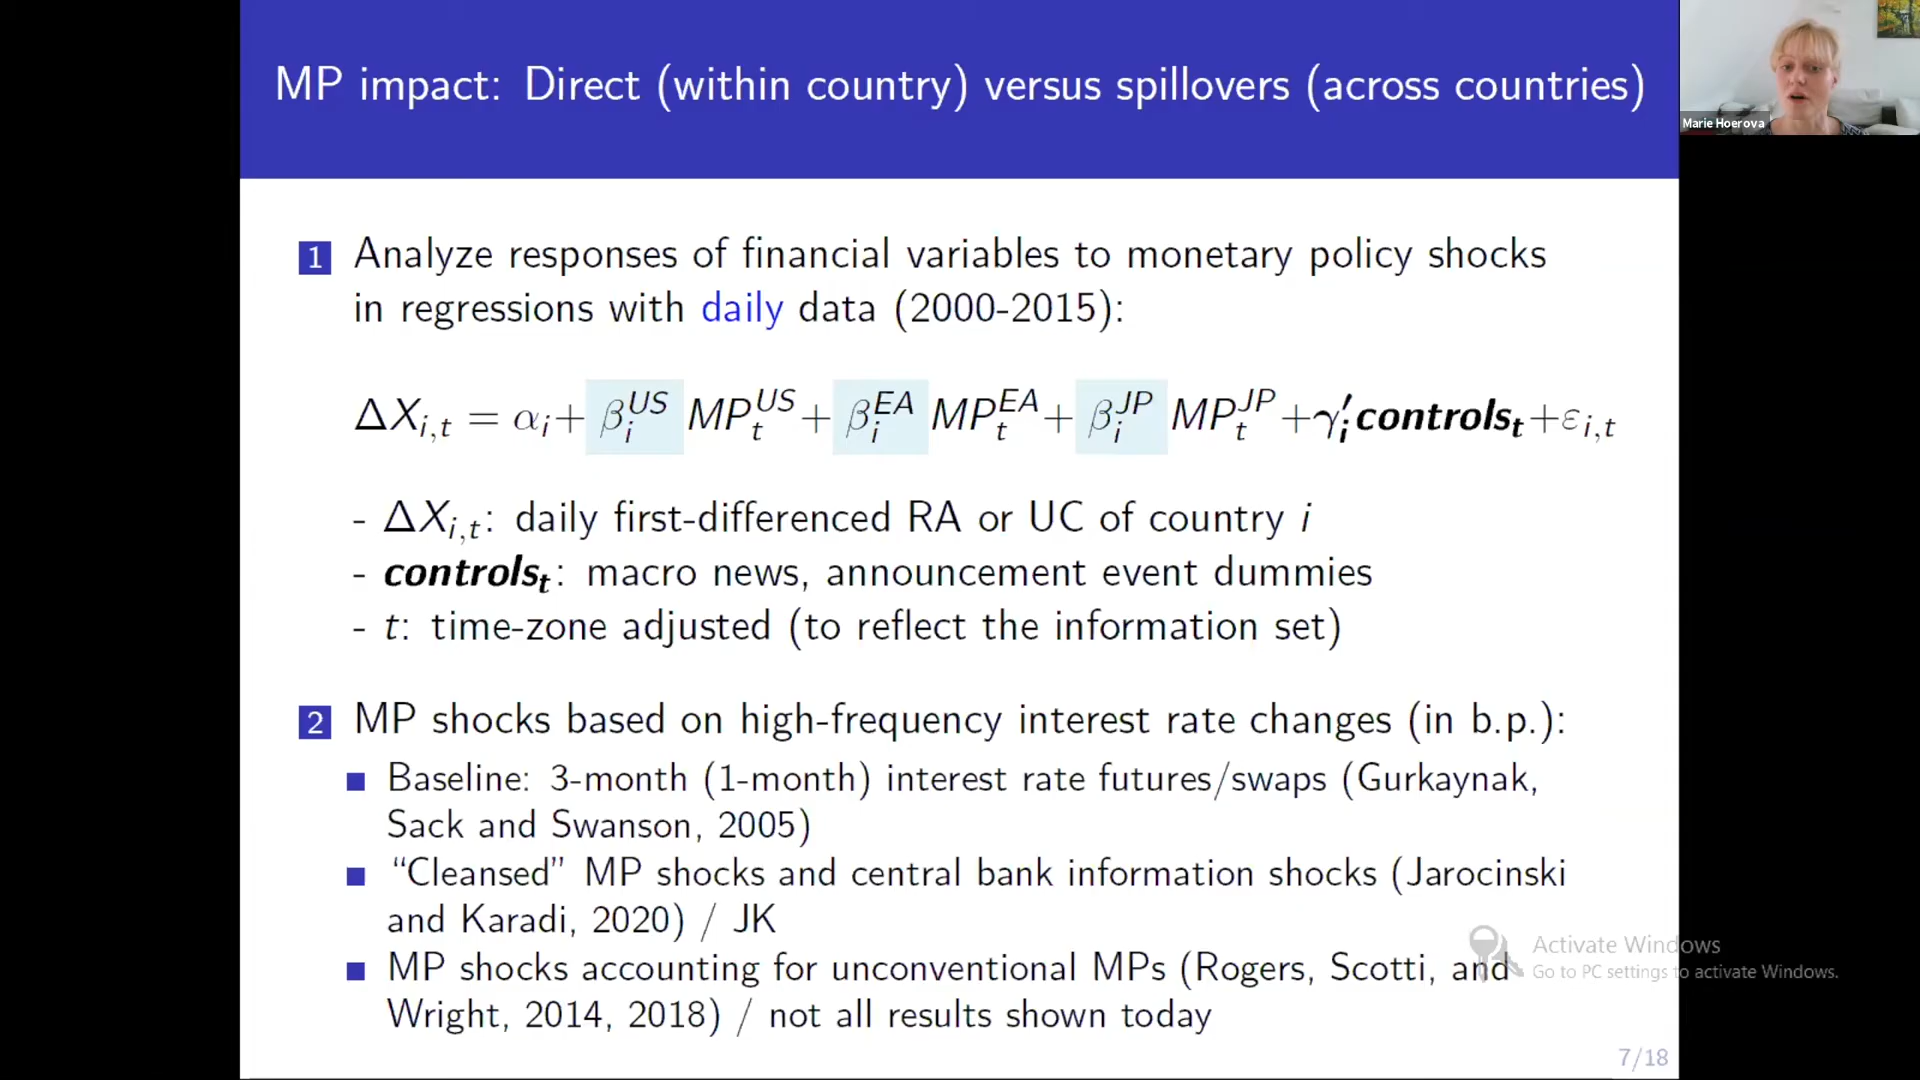 MP impact: Direct (within country) versus spillovers (across countries)
Marie Hoerova
1 Analyze responses of financial variables to monetary policy shocks
in regressions with daily data (2000-2015):
ΔX_{i,t} = α_i + β_i^{US} MP_t^{US} + β_i^{EA} MP_t^{EA} + β_i^{JP} MP_t^{JP} + γ_i′ controls_t + ε_{i,t}
- ΔX_{i,t}: daily first-differenced RA or UC of country i
- controls_t: macro news, announcement event dummies
- t: time-zone adjusted (to reflect the information set)
2 MP shocks based on high-frequency interest rate changes (in b.p.):
Baseline: 3-month (1-month) interest rate futures/swaps (Gurkaynak,
Sack and Swanson, 2005)
“Cleansed” MP shocks and central bank information shocks (Jarocinski
and Karadi, 2020) / JK
MP shocks accounting for unconventional MPs (Rogers, Scotti, and
Wright, 2014, 2018) / not all results shown today
Activate Windows
Go to PC settings to activate Windows.
7/18